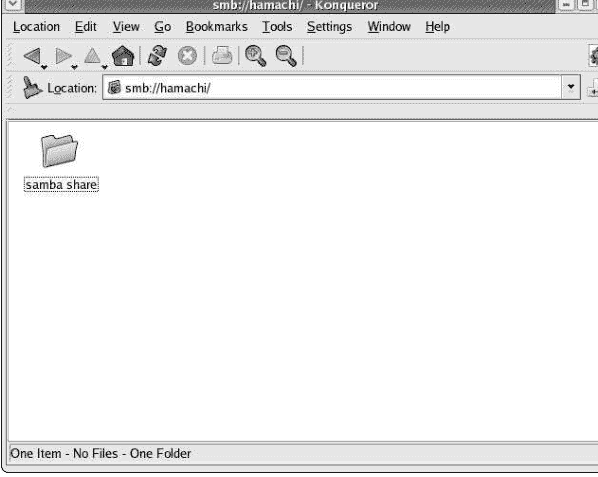 smb://hamachi/ - Konqueror
Location Edit View Go Bookmarks Tools Settings Window Help
Location: smb://hamachi/
samba share
One Item - No Files - One Folder